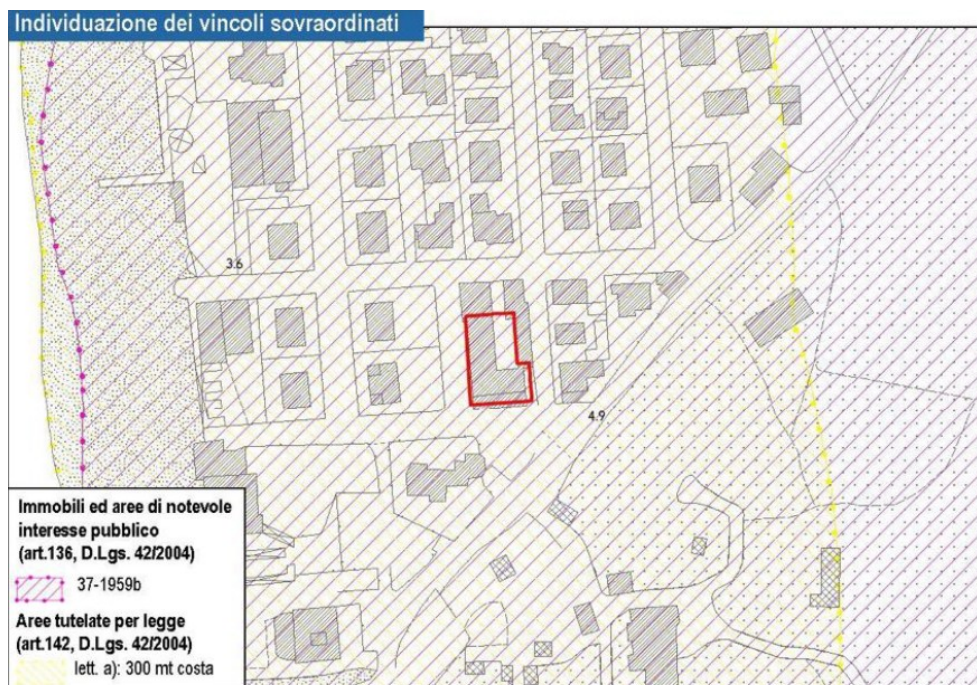 Individuazione dei vincoli sovraordinati
3.6
4.9
Immobili ed aree di notevole
interesse pubblico
(art.136, D.Lgs. 42/2004)
37-1959b
Aree tutelate per legge
(art.142, D.Lgs. 42/2004)
lett. a): 300 mt costa